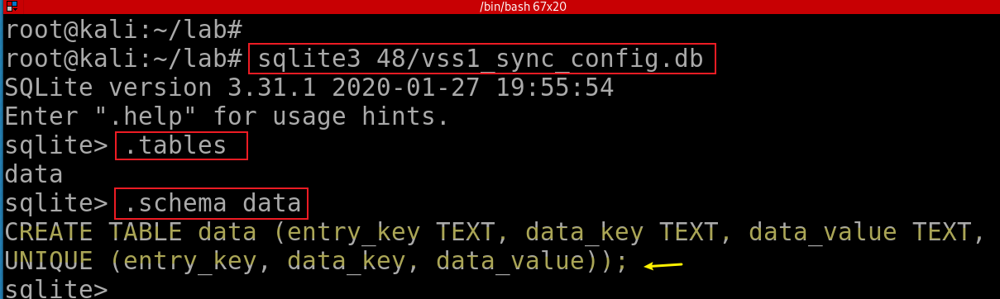 /bin/bash 67x20
root@kali:~/lab#
root@kali:~/lab# sqlite3 48/vss1_sync_config.db
SQLite version 3.31.1 2020-01-27 19:55:54
Enter ".help" for usage hints.
sqlite> .tables
data
sqlite> .schema data
CREATE TABLE data (entry_key TEXT, data_key TEXT, data_value TEXT,
UNIQUE (entry_key, data_key, data_value));
sqlite>